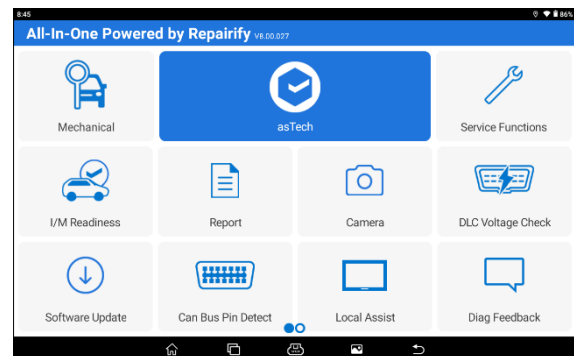 8:45
86%
All-In-One Powered by Repairify V8.00.027
Mechanical
asTech
Service Functions
I/M Readiness
Report
Camera
DLC Voltage Check
Software Update
Can Bus Pin Detect
Local Assist
Diag Feedback